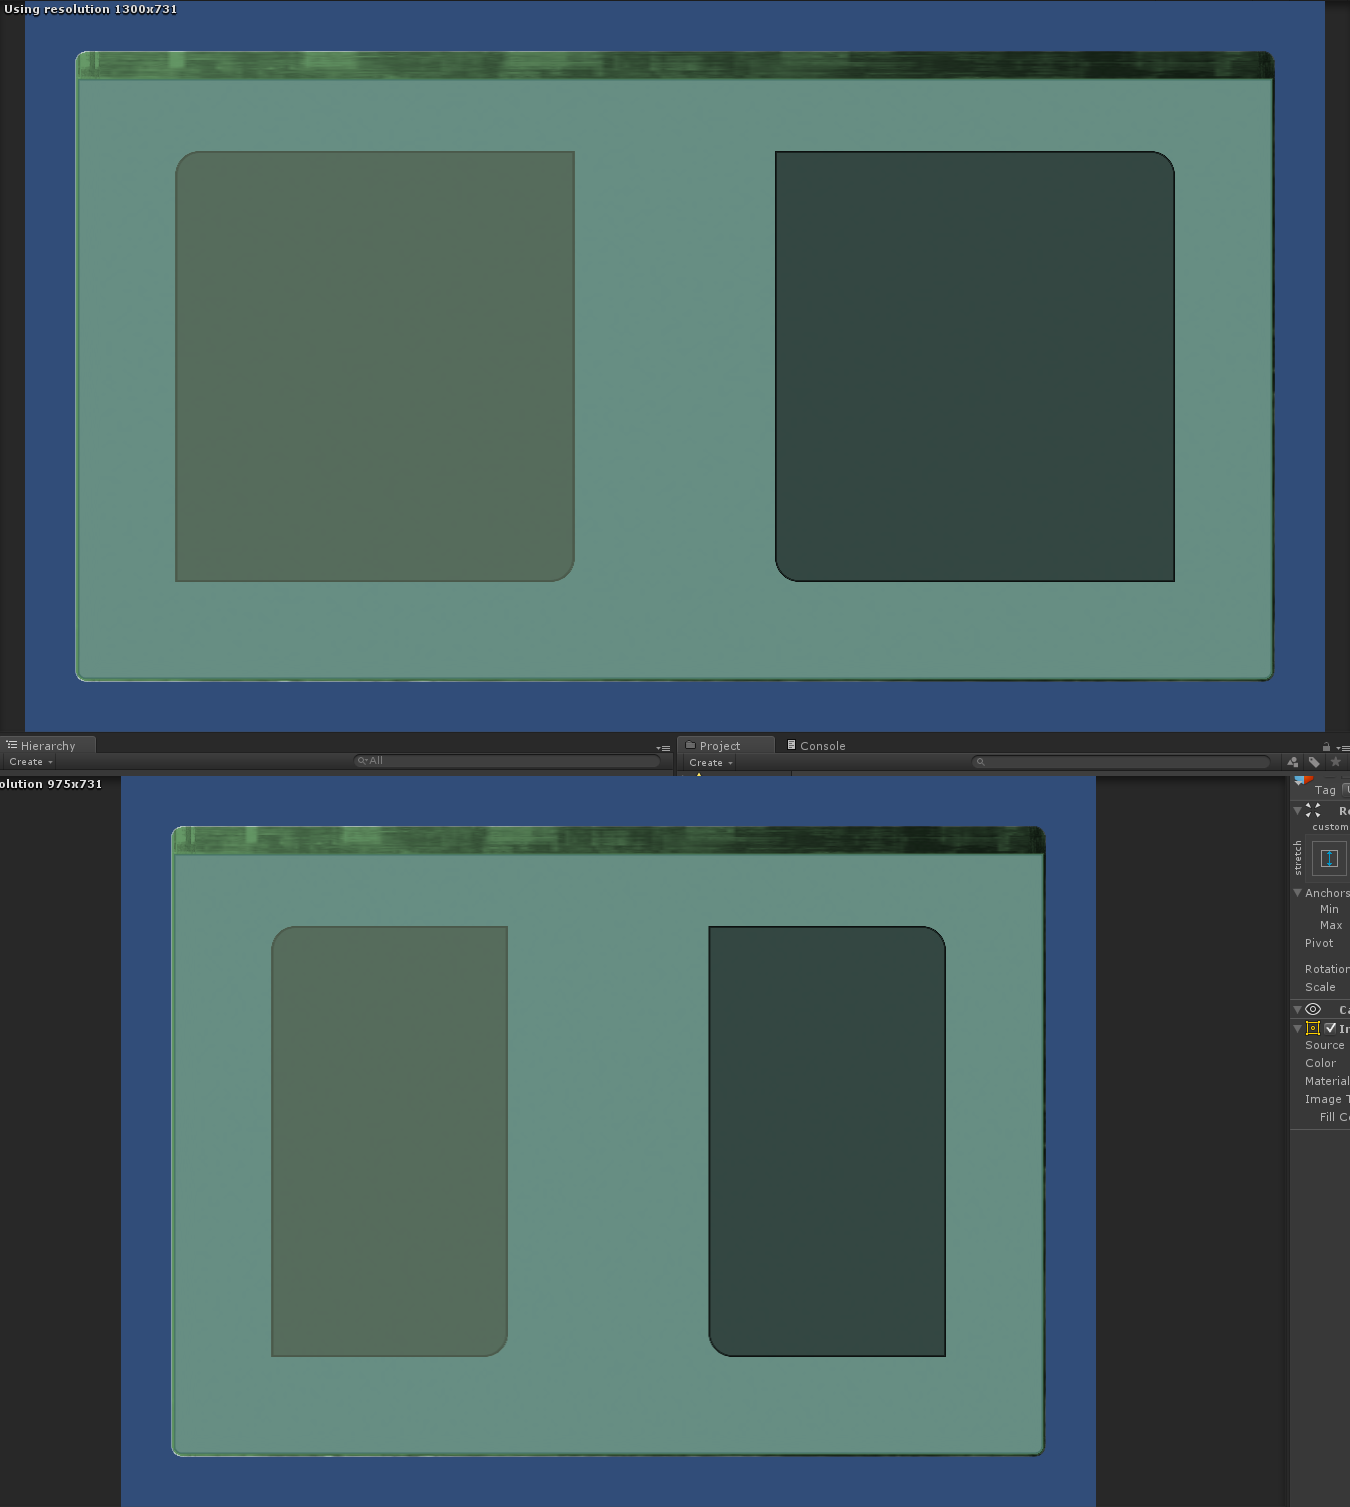 Using resolution 1300x731
Hierarchy
Project
Console
Create
All
Create
olution 975x731
Tag
custom
stretch
Anchors
Min
Max
Pivot
Rotation
Scale
Source
Color
Material
Image T
Fill C